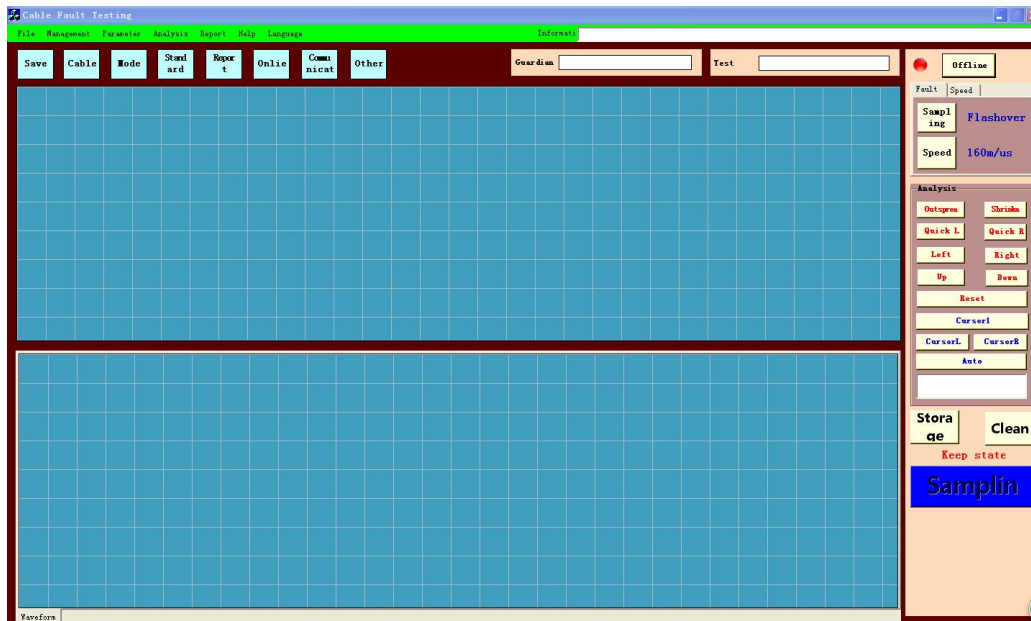 Cable Fault Testing
File Management Parameter Analysis Report Help Language Informati
Save Cable Mode Stand
ard Repor
t Onlie Commu
nicat Other Guardian Test Offline
Fault Speed
Sampl
ing Flashover
Speed 160m/us
Analysis
Outsprea Shrinka
Quick L Quick R
Left Right
Up Down
Reset
Cursor1
CursorL CursorR
Auto
Stora
ge Clean
Keep state
Samplin
Waveform